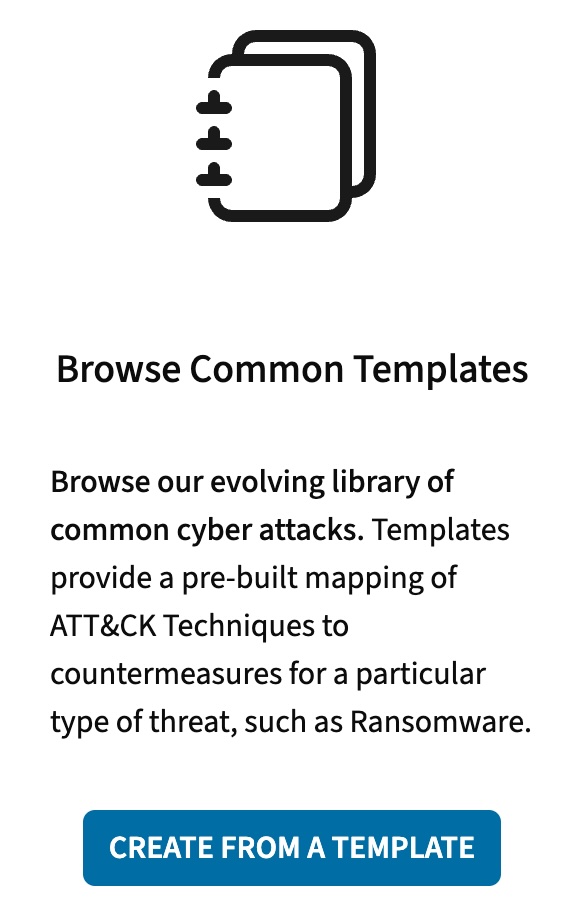 Browse Common Templates
Browse our evolving library of
common cyber attacks. Templates
provide a pre-built mapping of
ATT&CK Techniques to
countermeasures for a particular
type of threat, such as Ransomware.
CREATE FROM A TEMPLATE